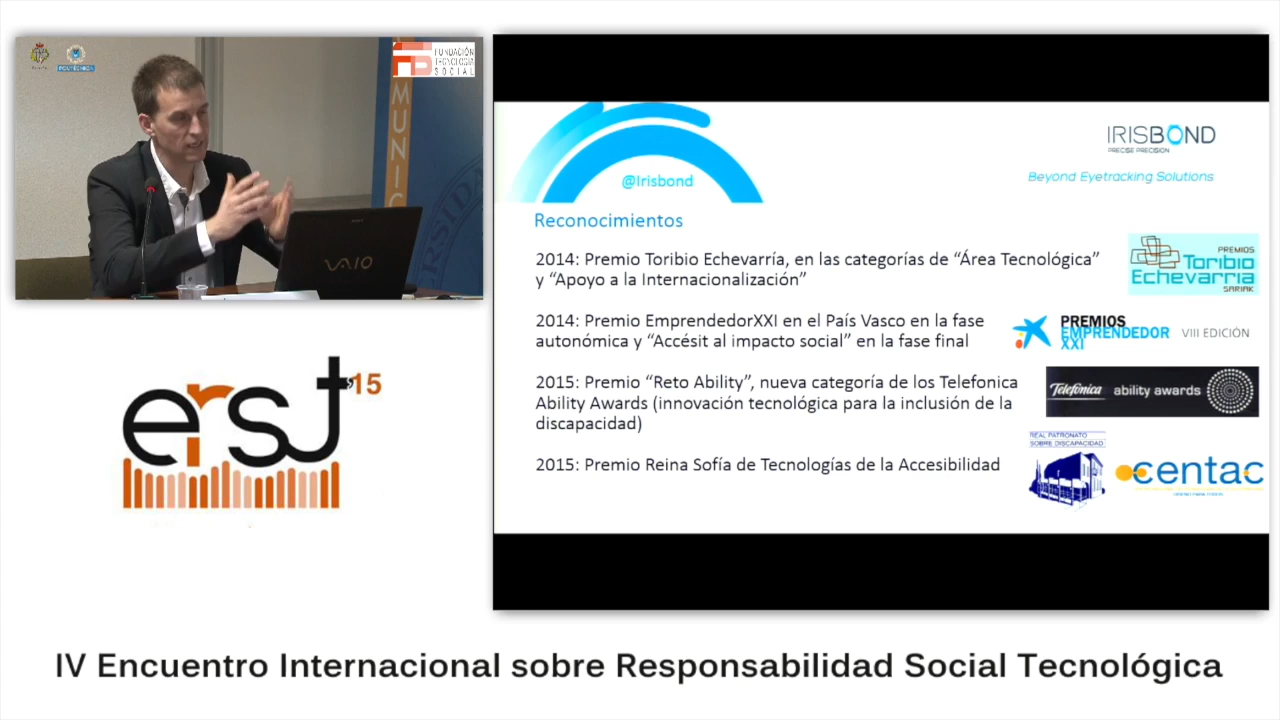 POLITÉCNICA
FUNDACIÓN
TECNOLOGÍA
SOCIAL
MUNIC
RSIDA
VAIO
erst'15
@Irisbond
IRISBOND
PRECISE PRECISION
Beyond Eyetracking Solutions
Reconocimientos
2014: Premio Toribio Echevarría, en las categorías de “Área Tecnológica”
y “Apoyo a la Internacionalización”
PREMIOS
Toribio
Echevarria
SARIAK
2014: Premio EmprendedorXXI en el País Vasco en la fase
autonómica y “Accésit al impacto social” en la fase final
PREMIOS
EMPRENDEDOR
XXI
VIII EDICIÓN
2015: Premio “Reto Ability”, nueva categoría de los Telefonica
Ability Awards (innovación tecnológica para la inclusión de la
discapacidad)
Telefónica ability awards
2015: Premio Reina Sofía de Tecnologías de la Accesibilidad
REAL PATRONATO
SOBRE DISCAPACIDAD
centac
IV Encuentro Internacional sobre Responsabilidad Social Tecnológica